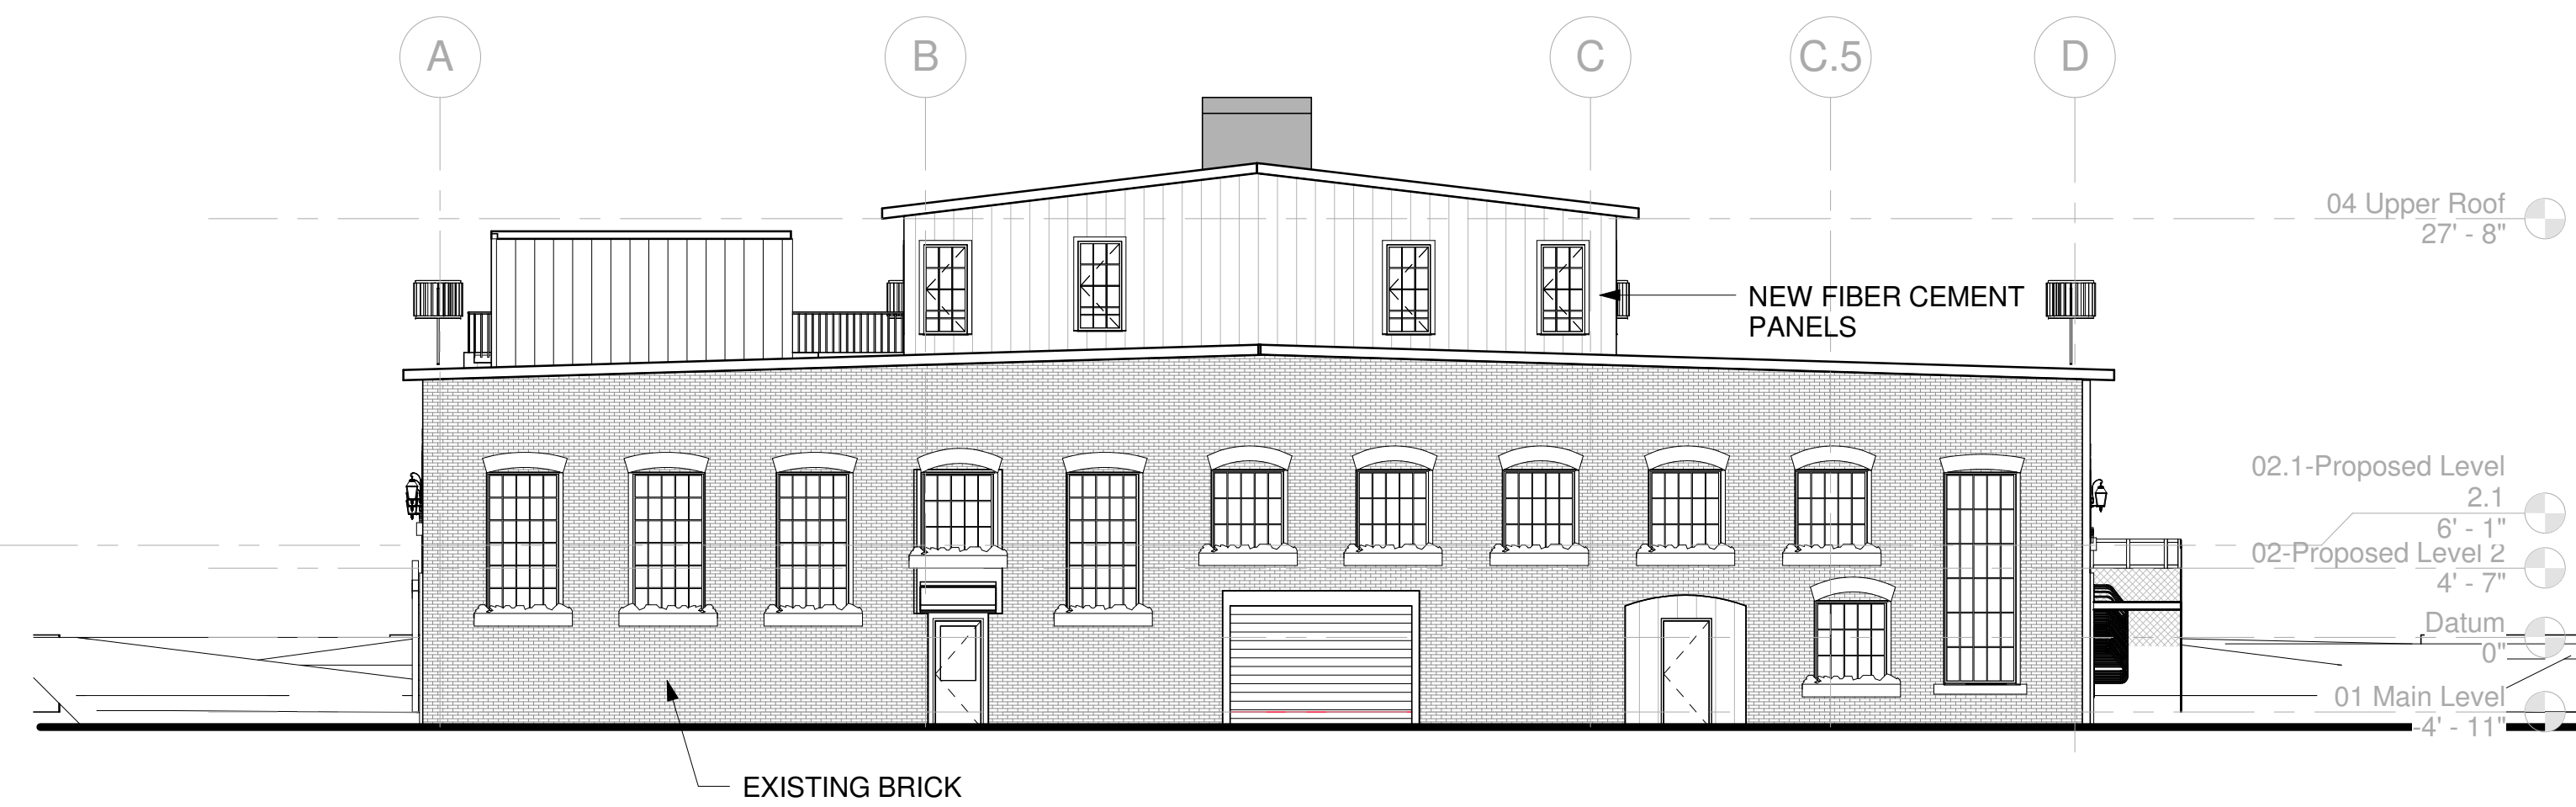 A
B
C
C.5
D
04 Upper Roof
27' - 8"
NEW FIBER CEMENT
PANELS
02.1-Proposed Level
2.1
6' - 1"
02-Proposed Level 2
4' - 7"
Datum
0"
01 Main Level
-4' - 11"
EXISTING BRICK